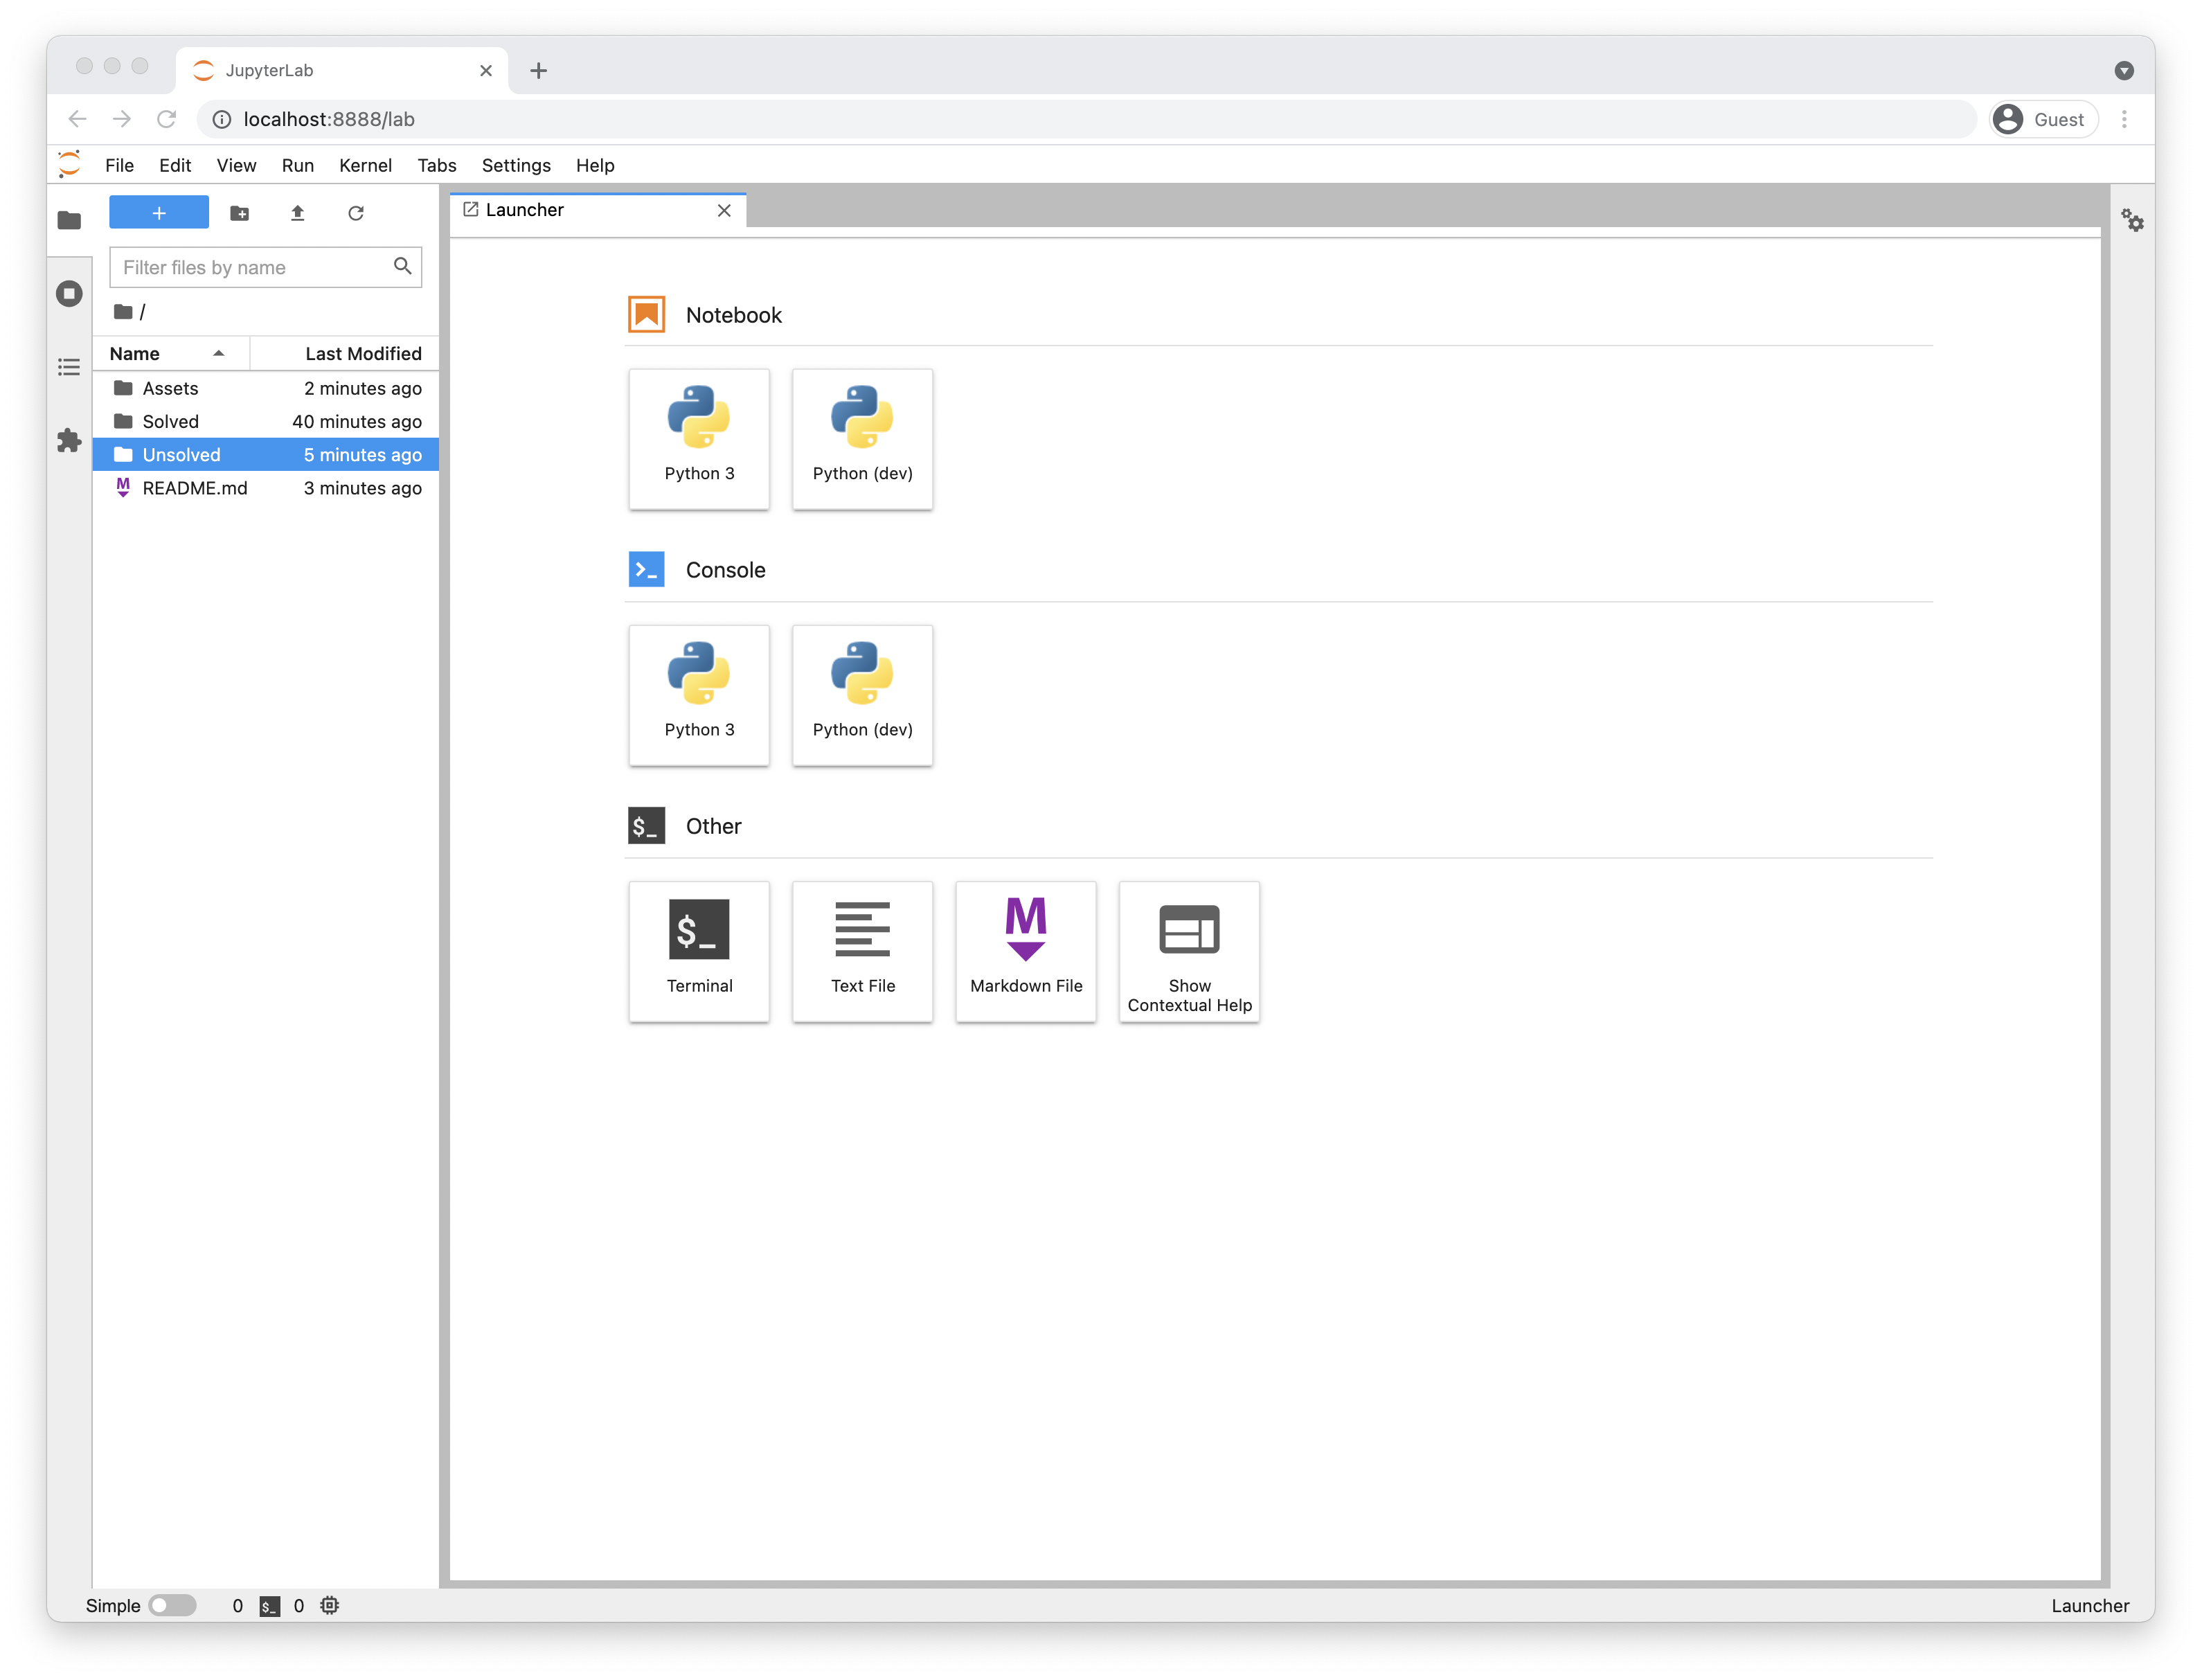 JupyterLab
localhost:8888/lab
Guest
File Edit View Run Kernel Tabs Settings Help
Launcher
Filter files by name
/
Name Last Modified
Assets 2 minutes ago
Solved 40 minutes ago
Unsolved 5 minutes ago
README.md 3 minutes ago
Notebook
Python 3 Python (dev)
Console
Python 3 Python (dev)
$_ Other
$_ M
Terminal Text File Markdown File Show
Contextual Help
Simple 0 $_ 0 Launcher